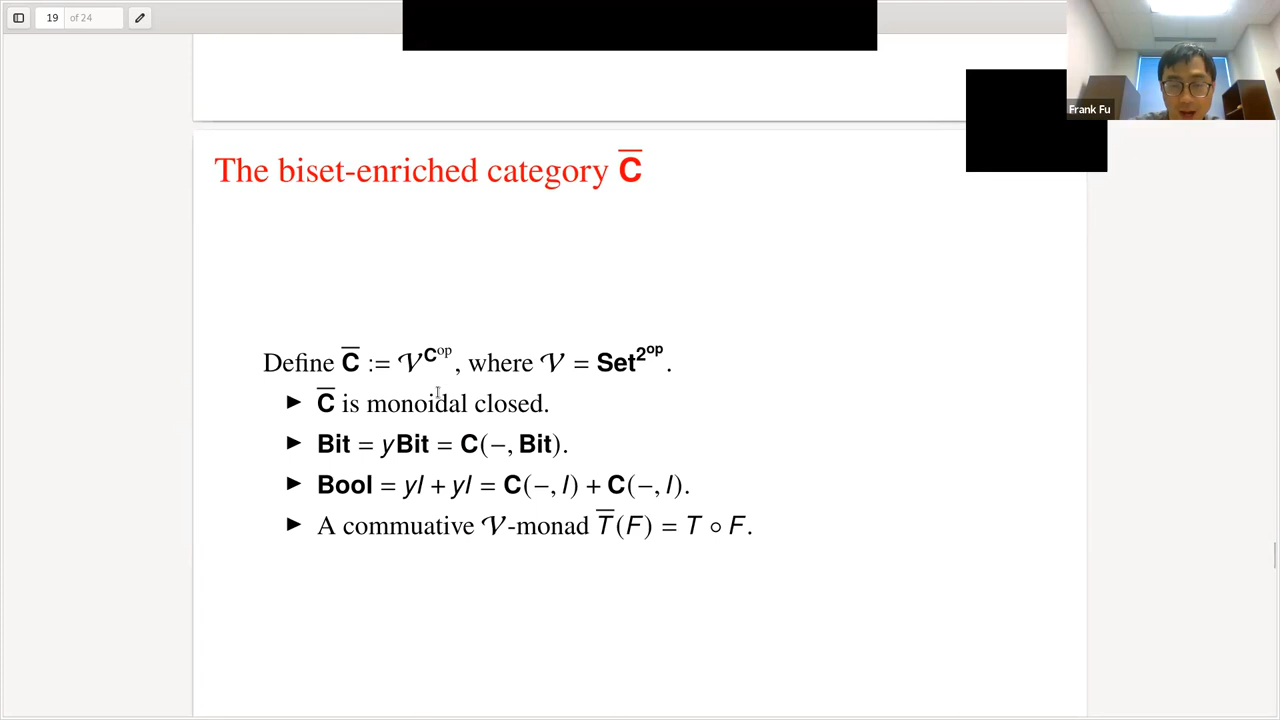 19 of 24
Frank Fu
The biset-enriched category C̅
Define C̅ := 𝒱^{C^{op}}, where 𝒱 = Set^{2^{op}}.
▶ C̅ is monoidal closed.
▶ Bit = yBit = C(−, Bit).
▶ Bool = yI + yI = C(−, I) + C(−, I).
▶ A commuative 𝒱-monad T̅(F) = T ∘ F.